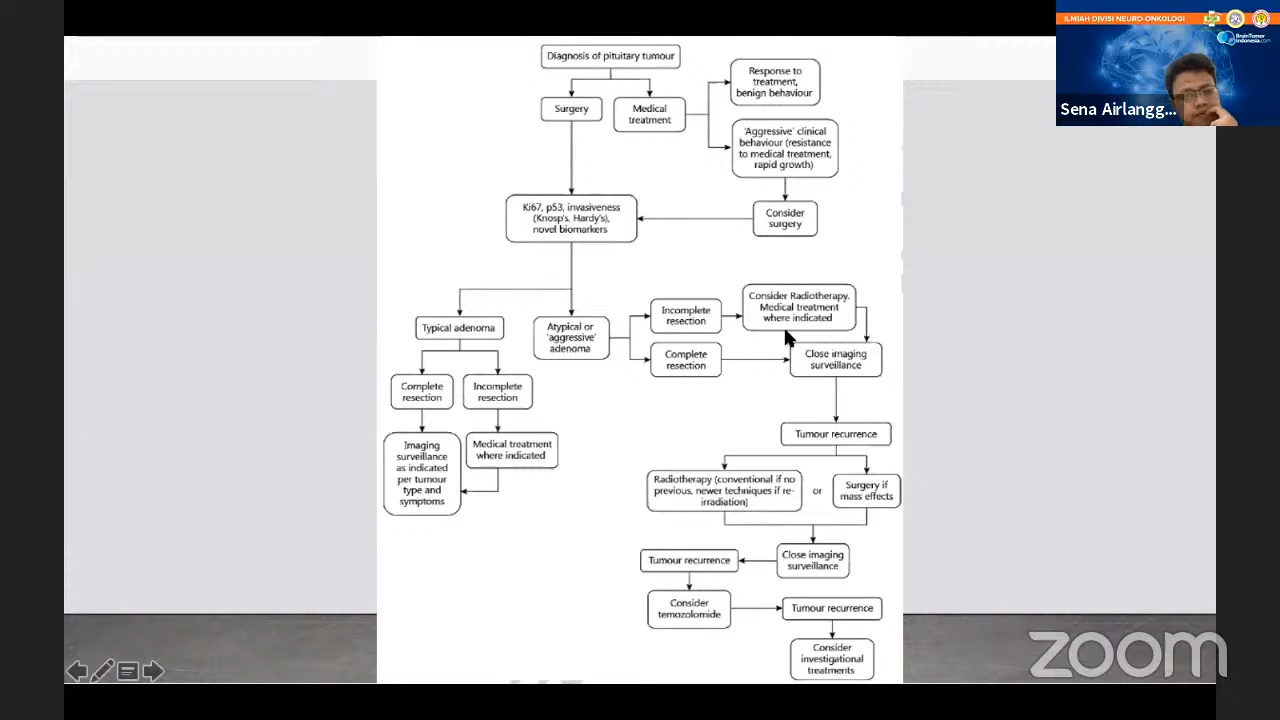 ILMIAH DIVISI NEURO-ONKOLOGI
BrainTumor
Indonesia.com
Sena Airlangg...
Diagnosis of pituitary tumour
Surgery
Medical
treatment
Response to
treatment,
benign behaviour
'Aggressive' clinical
behaviour (resistance
to medical treatment,
rapid growth)
Consider
surgery
Ki67, p53, invasiveness
(Knosp's, Hardy's),
novel biomarkers
Typical adenoma
Atypical or
'aggressive'
adenoma
Incomplete
resection
Consider Radiotherapy.
Medical treatment
where indicated
Complete
resection
Close imaging
surveillance
Complete
resection
Incomplete
resection
Imaging
surveillance
as indicated
per tumour
type and
symptoms
Medical treatment
where indicated
Tumour recurrence
Radiotherapy (conventional if no
previous, newer techniques if re-
irradiation)
or
Surgery if
mass effects
Close imaging
surveillance
Tumour recurrence
Consider
temozolomide
Tumour recurrence
Consider
investigational
treatments
zoom